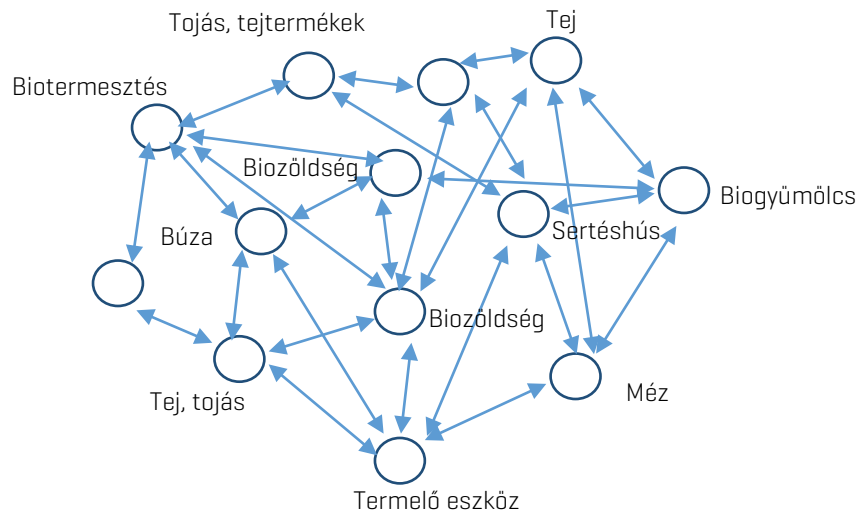 Tej
Tojás, tejtermékek
Biotermesztés
Biozöldség
Biogyümölcs
Búza
Sertéshús
Biozöldség
Méz
Tej, tojás
Termelő eszköz